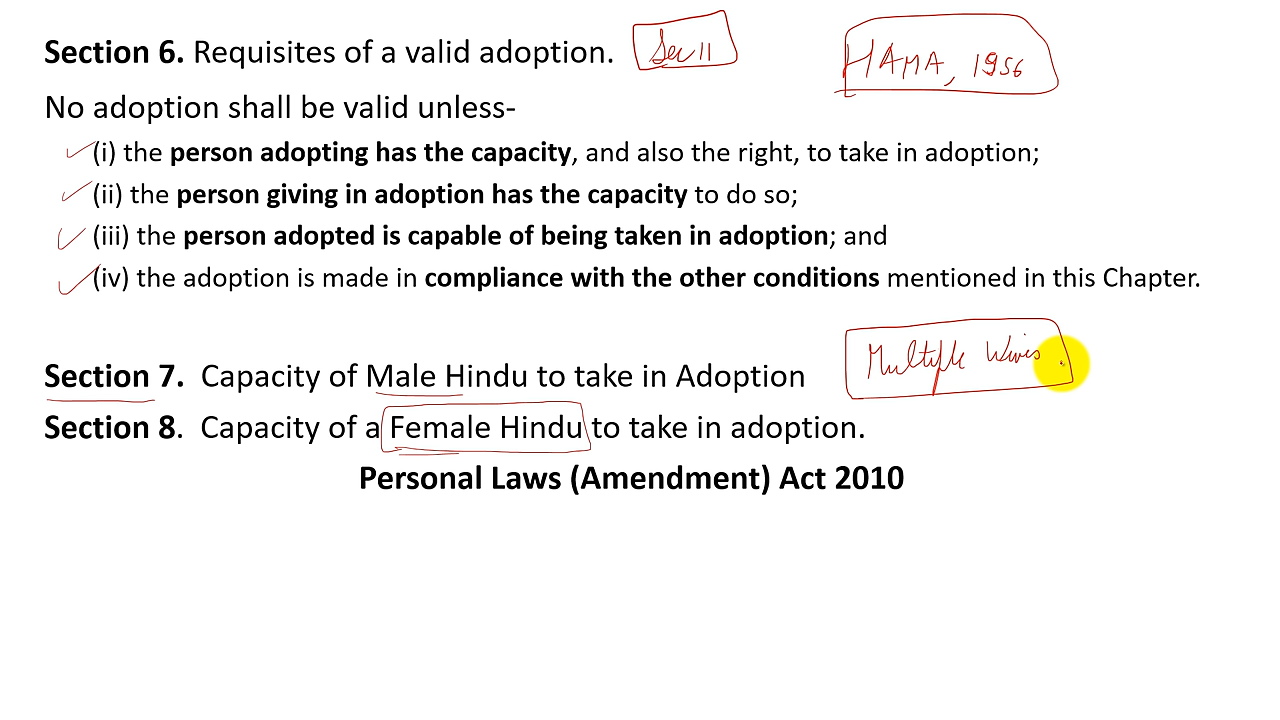 Section 6. Requisites of a valid adoption. Sec 11 HAMA, 1956
No adoption shall be valid unless-
(i) the person adopting has the capacity, and also the right, to take in adoption;
(ii) the person giving in adoption has the capacity to do so;
(iii) the person adopted is capable of being taken in adoption; and
(iv) the adoption is made in compliance with the other conditions mentioned in this Chapter.
Multiple Wives
Section 7. Capacity of Male Hindu to take in Adoption
Section 8. Capacity of a Female Hindu to take in adoption.
Personal Laws (Amendment) Act 2010